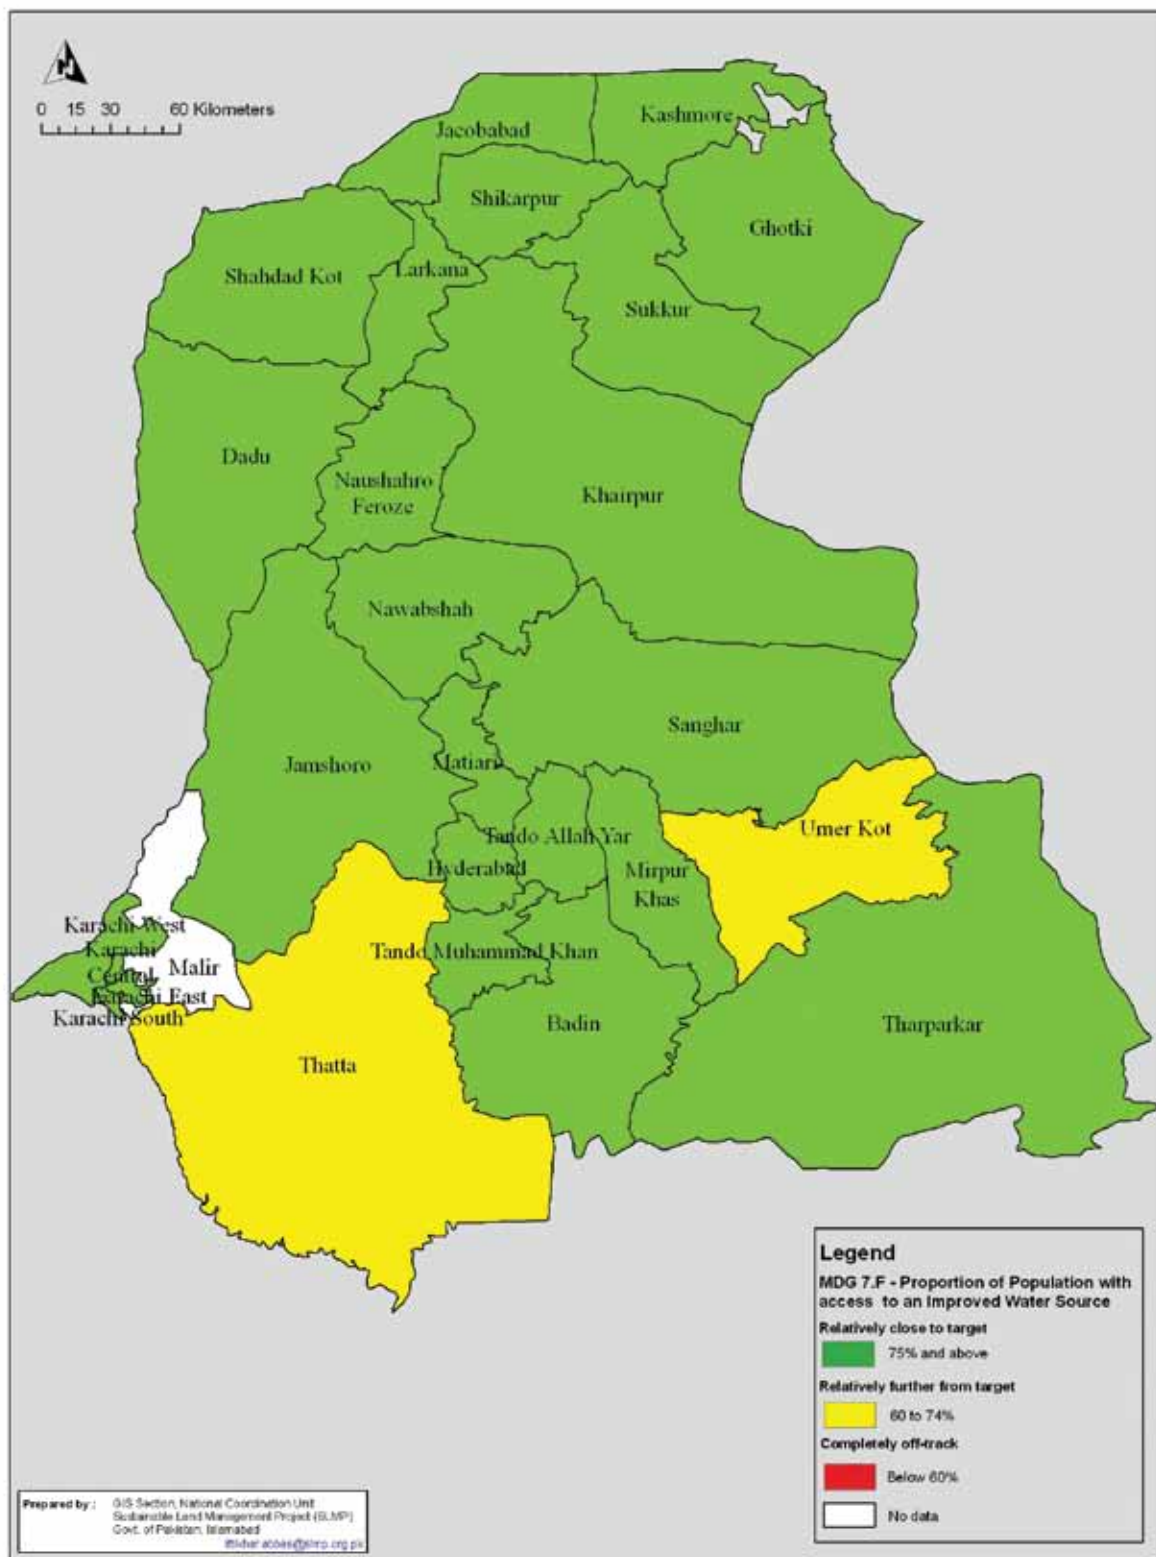 N
0 15 30 60 Kilometers
Kashmore
Jacobabad
Shikarpur
Ghotki
Larkana
Shahdad Kot
Sukkur
Dadu
Naushahro
Feroze
Khairpur
Nawabshah
Sanghar
Jamshoro
Matiari
Umer Kot
Tando Allah Yar
Hyderabad
Mirpur
Khas
Karachi West
Karachi
Central
Tando Muhammad Khan
Malir
Karachi East
Karachi South
Badin
Tharparkar
Thatta
Legend
MDG 7.F - Proportion of Population with
access to an Improved Water Source
Relatively close to target
75% and above
Relatively further from target
60 to 74%
Completely off-track
Below 60%
No data
Prepared by : GIS Section, National Coordination Unit
Sustainable Land Management Project (SLMP)
Govt. of Pakistan, Islamabad